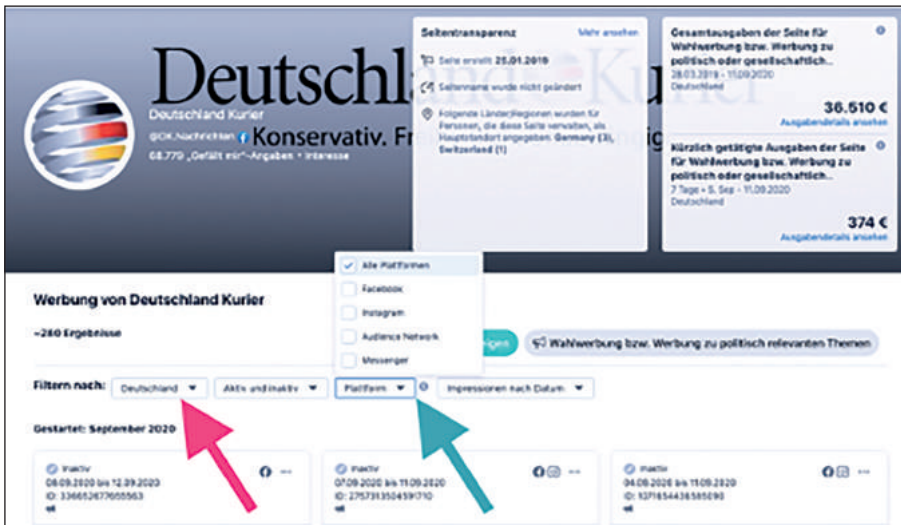 Deutschland Kurier
Konservativ. Fr
Deutschland Kurier
@DK.Nachrichten
68.779 „Gefällt mir“-Angaben • Interesse
Seitentransparenz Mehr ansehen
Seite erstellt 25.01.2019
Seitenname wurde nicht geändert
Folgende Länder/Regionen wurden für
Personen, die diese Seite verwalten, als
Hauptstandort angegeben: Germany (3),
Switzerland (1)
Gesamtausgaben der Seite für
Wahlwerbung bzw. Werbung zu
politisch oder gesellschaftlich...
28.03.2019 - 11.09.2020
Deutschland
36.510 €
Ausgabendetails ansehen
Kürzlich getätigte Ausgaben der Seite
für Wahlwerbung bzw. Werbung zu
politisch oder gesellschaftlich...
7 Tage • 5. Sep - 11.09.2020
Deutschland
374 €
Ausgabendetails ansehen
Alle Plattformen
Facebook
Instagram
Audience Network
Messenger
Werbung von Deutschland Kurier
~280 Ergebnisse
eigen
Wahlwerbung bzw. Werbung zu politisch relevanten Themen
Filtern nach: Deutschland Aktiv und inaktiv Plattform Impressionen nach Datum
Gestartet: September 2020
Inaktiv
08.09.2020 bis 12.09.2020
ID: 336652677655563
Inaktiv
07.09.2020 bis 11.09.2020
ID: 2757313504591710
Inaktiv
04.09.2020 bis 11.09.2020
ID: 1071654436585090